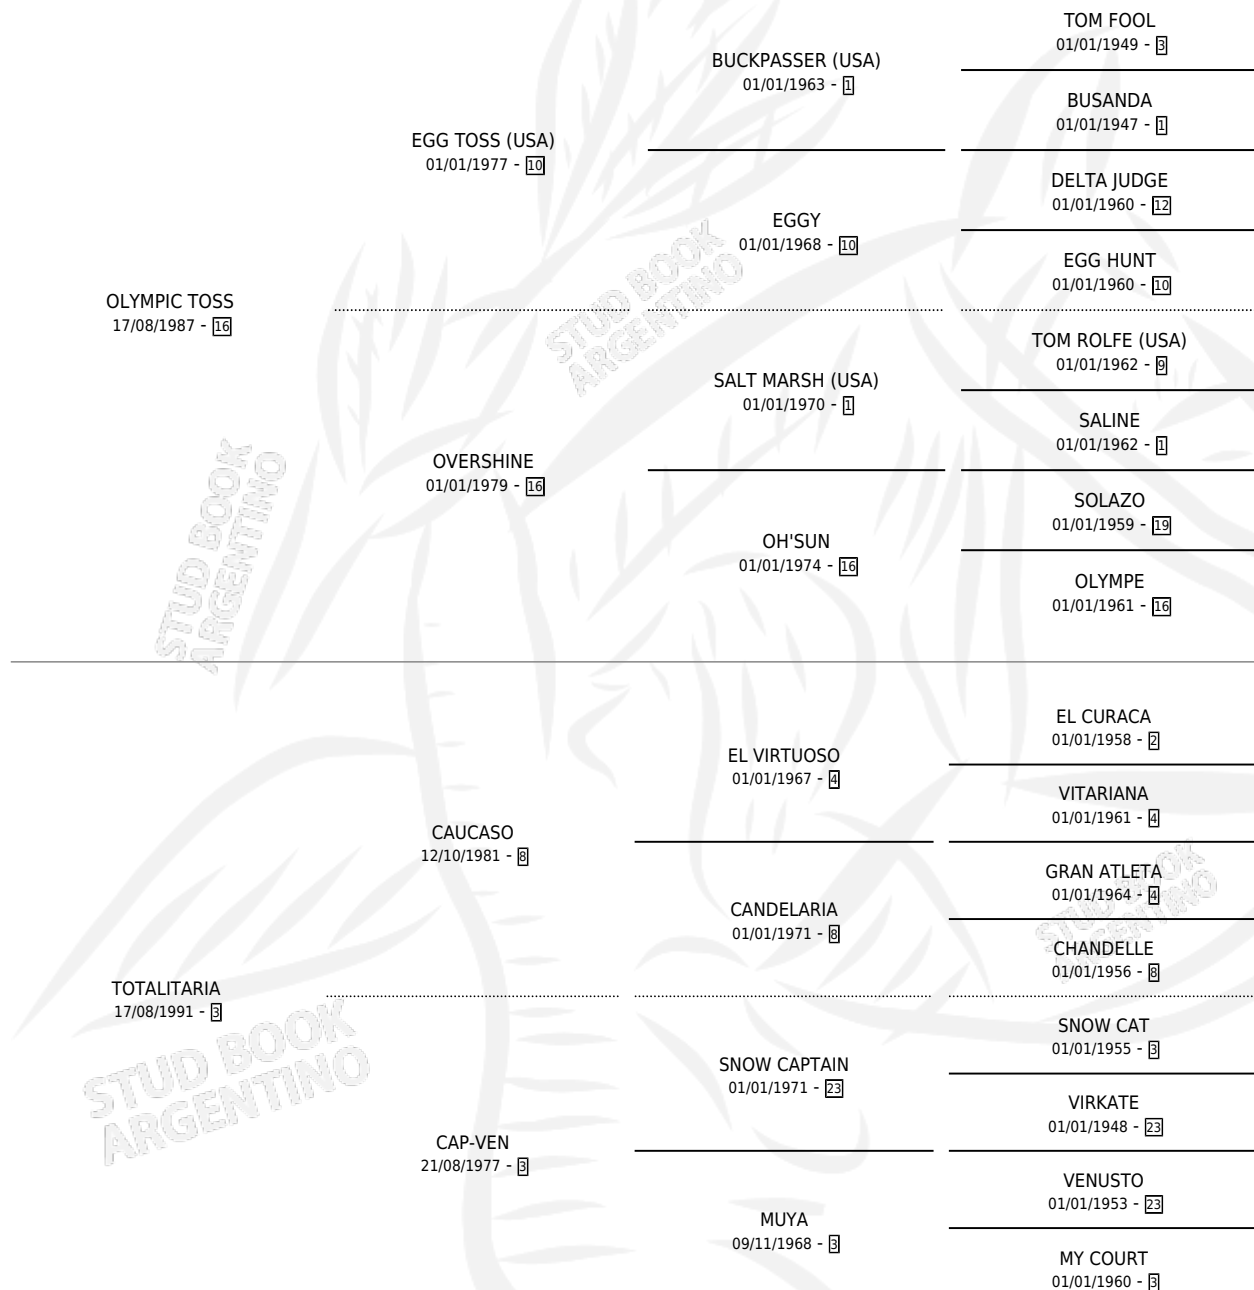 TOM FOOL
01/01/1949 - 3
BUCKPASSER (USA)
01/01/1963 - 1
BUSANDA
01/01/1947 - 1
EGG TOSS (USA)
01/01/1977 - 10
DELTA JUDGE
01/01/1960 - 12
EGGY
01/01/1968 - 10
EGG HUNT
01/01/1960 - 10
OLYMPIC TOSS
17/08/1987 - 16
TOM ROLFE (USA)
01/01/1962 - 9
SALT MARSH (USA)
01/01/1970 - 1
SALINE
01/01/1962 - 1
OVERSHINE
01/01/1979 - 16
SOLAZO
01/01/1959 - 19
OH'SUN
01/01/1974 - 16
OLYMPE
01/01/1961 - 16
EL CURACA
01/01/1958 - 2
EL VIRTUOSO
01/01/1967 - 4
VITARIANA
01/01/1961 - 4
CAUCASO
12/10/1981 - 8
GRAN ATLETA
01/01/1964 - 4
CANDELARIA
01/01/1971 - 8
CHANDELLE
01/01/1956 - 8
TOTALITARIA
17/08/1991 - 3
SNOW CAT
01/01/1955 - 3
SNOW CAPTAIN
01/01/1971 - 23
VIRKATE
01/01/1948 - 23
CAP-VEN
21/08/1977 - 3
VENUSTO
01/01/1953 - 23
MUYA
09/11/1968 - 3
MY COURT
01/01/1960 - 3
STUD BOOK
ARGENTINO
STUD BOOK
ARGENTINO
STUD BOOK
ARGENTINO
STUD BOOK
ARGENTINO